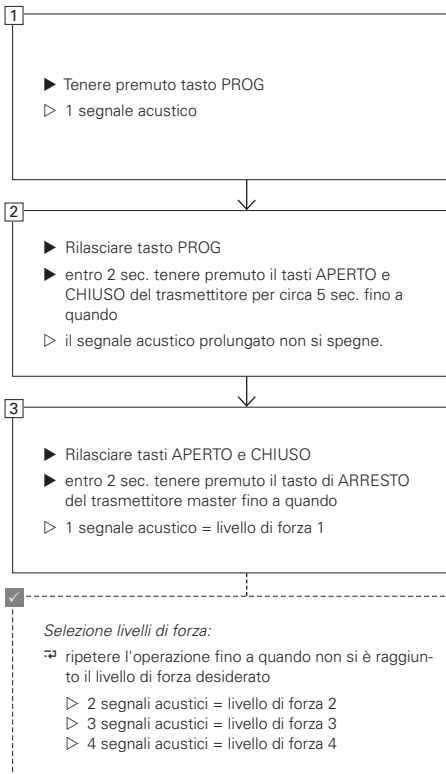 1
▶ Tenere premuto tasto PROG
▷ 1 segnale acustico
2
▶ Rilasciare tasto PROG
▶ entro 2 sec. tenere premuto il tasti APERTO e
CHIUSO del trasmettitore per circa 5 sec. fino a
quando
▷ il segnale acustico prolungato non si spegne.
3
▶ Rilasciare tasti APERTO e CHIUSO
▶ entro 2 sec. tenere premuto il tasto di ARRESTO
del trasmettitore master fino a quando
▷ 1 segnale acustico = livello di forza 1
Selezione livelli di forza:
ripetere l'operazione fino a quando non si è raggiun-
to il livello di forza desiderato
▷ 2 segnali acustici = livello di forza 2
▷ 3 segnali acustici = livello di forza 3
▷ 4 segnali acustici = livello di forza 4